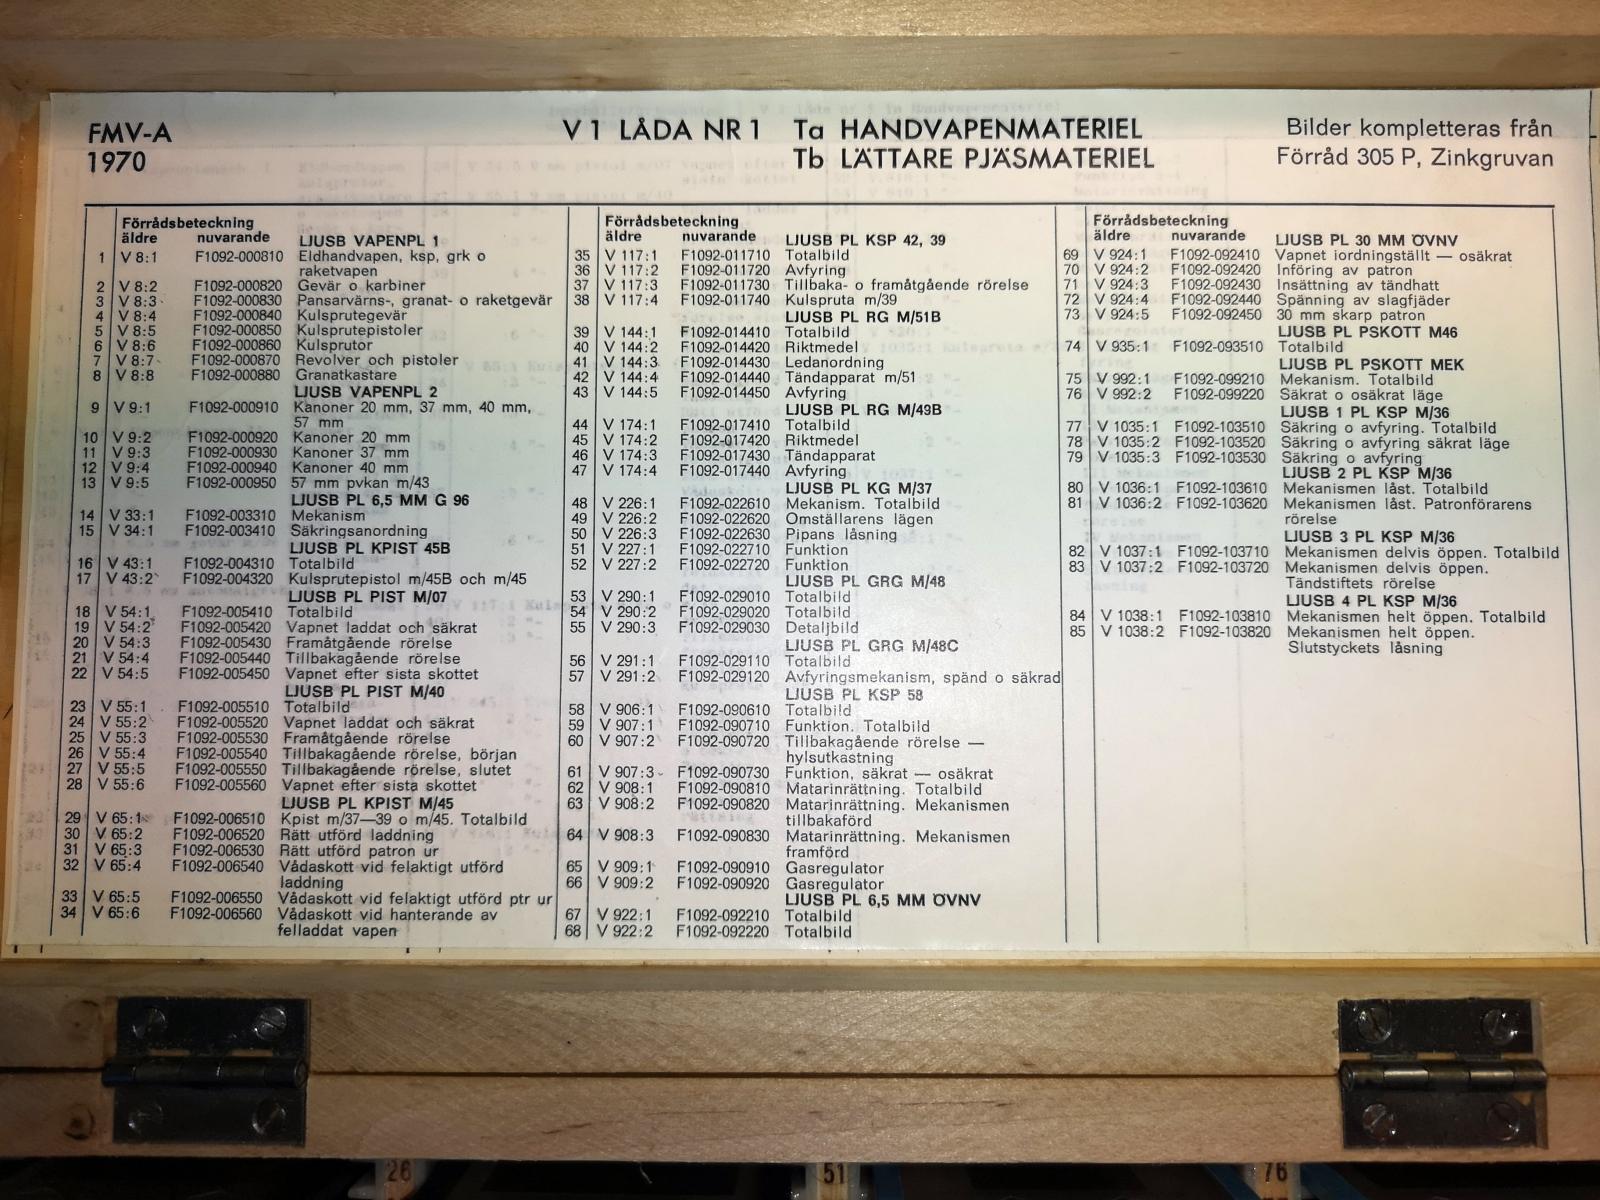 FMV-A
1970
V 1 LÅDA NR 1 Ta HANDVAPENMATERIEL
Tb LÄTTARE PJÄSMATERIEL
Bilder kompletteras från
Förråd 305 P, Zinkgruvan
Förrådsbeteckning
äldre nuvarande
LJUSB VAPENPL 1
1 V 8:1 F1092-000810 Eldhandvapen, ksp, grk o
raketvapen
2 V 8:2 F1092-000820 Gevär o karbiner
3 V 8:3 F1092-000830 Pansarvärns-, granat- o raketgevär
4 V 8:4 F1092-000840 Kulsprutegevär
5 V 8:5 F1092-000850 Kulsprutepistoler
6 V 8:6 F1092-000860 Kulsprutor
7 V 8:7 F1092-000870 Revolver och pistoler
8 V 8:8 F1092-000880 Granatkastare
LJUSB VAPENPL 2
9 V 9:1 F1092-000910 Kanoner 20 mm, 37 mm, 40 mm,
57 mm
10 V 9:2 F1092-000920 Kanoner 20 mm
11 V 9:3 F1092-000930 Kanoner 37 mm
12 V 9:4 F1092-000940 Kanoner 40 mm
13 V 9:5 F1092-000950 57 mm pvkan m/43
LJUSB PL 6,5 MM G 96
14 V 33:1 F1092-003310 Mekanism
15 V 34:1 F1092-003410 Säkringsanordning
LJUSB PL KPIST 45B
16 V 43:1 F1092-004310 Totalbild
17 V 43:2 F1092-004320 Kulsprutepistol m/45B och m/45
LJUSB PL PIST M/07
18 V 54:1 F1092-005410 Totalbild
19 V 54:2 F1092-005420 Vapnet laddat och säkrat
20 V 54:3 F1092-005430 Framåtgående rörelse
21 V 54:4 F1092-005440 Tillbakagående rörelse
22 V 54:5 F1092-005450 Vapnet efter sista skottet
LJUSB PL PIST M/40
23 V 55:1 F1092-005510 Totalbild
24 V 55:2 F1092-005520 Vapnet laddat och säkrat
25 V 55:3 F1092-005530 Framåtgående rörelse
26 V 55:4 F1092-005540 Tillbakagående rörelse, början
27 V 55:5 F1092-005550 Tillbakagående rörelse, slutet
28 V 55:6 F1092-005560 Vapnet efter sista skottet
LJUSB PL KPIST M/45
29 V 65:1 F1092-006510 Kpist m/37—39 o m/45. Totalbild
30 V 65:2 F1092-006520 Rätt utförd laddning
31 V 65:3 F1092-006530 Rätt utförd patron ur
32 V 65:4 F1092-006540 Vådaskott vid felaktigt utförd
laddning
33 V 65:5 F1092-006550 Vådaskott vid felaktigt utförd ptr ur
34 V 65:6 F1092-006560 Vådaskott vid hanterande av
felladdat vapen
Förrådsbeteckning
äldre nuvarande
LJUSB PL KSP 42, 39
35 V 117:1 F1092-011710 Totalbild
36 V 117:2 F1092-011720 Avfyring
37 V 117:3 F1092-011730 Tillbaka- o framåtgående rörelse
38 V 117:4 F1092-011740 Kulspruta m/39
LJUSB PL RG M/51B
39 V 144:1 F1092-014410 Totalbild
40 V 144:2 F1092-014420 Riktmedel
41 V 144:3 F1092-014430 Ledanordning
42 V 144:4 F1092-014440 Tändapparat m/51
43 V 144:5 F1092-014450 Avfyring
LJUSB PL RG M/49B
44 V 174:1 F1092-017410 Totalbild
45 V 174:2 F1092-017420 Riktmedel
46 V 174:3 F1092-017430 Tändapparat
47 V 174:4 F1092-017440 Avfyring
LJUSB PL KG M/37
48 V 226:1 F1092-022610 Mekanism. Totalbild
49 V 226:2 F1092-022620 Omställarens lägen
50 V 226:3 F1092-022630 Pipans låsning
51 V 227:1 F1092-022710 Funktion
52 V 227:2 F1092-022720 Funktion
LJUSB PL GRG M/48
53 V 290:1 F1092-029010 Totalbild
54 V 290:2 F1092-029020 Totalbild
55 V 290:3 F1092-029030 Detaljbild
LJUSB PL GRG M/48C
56 V 291:1 F1092-029110 Totalbild
57 V 291:2 F1092-029120 Avfyringsmekanism, spänd o säkrad
LJUSB PL KSP 58
58 V 906:1 F1092-090610 Totalbild
59 V 907:1 F1092-090710 Funktion. Totalbild
60 V 907:2 F1092-090720 Tillbakagående rörelse —
hylsutkastning
61 V 907:3 F1092-090730 Funktion, säkrat — osäkrat
62 V 908:1 F1092-090810 Matarinrättning. Totalbild
63 V 908:2 F1092-090820 Matarinrättning. Mekanismen
tillbakaförd
64 V 908:3 F1092-090830 Matarinrättning. Mekanismen
framförd
65 V 909:1 F1092-090910 Gasregulator
66 V 909:2 F1092-090920 Gasregulator
LJUSB PL 6,5 MM ÖVNV
67 V 922:1 F1092-092210 Totalbild
68 V 922:2 F1092-092220 Totalbild
Förrådsbeteckning
äldre nuvarande
LJUSB PL 30 MM ÖVNV
69 V 924:1 F1092-092410 Vapnet iordningställt — osäkrat
70 V 924:2 F1092-092420 Införing av patron
71 V 924:3 F1092-092430 Insättning av tändhatt
72 V 924:4 F1092-092440 Spänning av slagfjäder
73 V 924:5 F1092-092450 30 mm skarp patron
LJUSB PL PSKOTT M46
74 V 935:1 F1092-093510 Totalbild
LJUSB PL PSKOTT MEK
75 V 992:1 F1092-099210 Mekanism. Totalbild
76 V 992:2 F1092-099220 Säkrat o osäkrat läge
LJUSB 1 PL KSP M/36
77 V 1035:1 F1092-103510 Säkring o avfyring. Totalbild
78 V 1035:2 F1092-103520 Säkring o avfyring säkrat läge
79 V 1035:3 F1092-103530 Säkring o avfyring
LJUSB 2 PL KSP M/36
80 V 1036:1 F1092-103610 Mekanismen låst. Totalbild
81 V 1036:2 F1092-103620 Mekanismen låst. Patronförarens
rörelse
LJUSB 3 PL KSP M/36
82 V 1037:1 F1092-103710 Mekanismen delvis öppen. Totalbild
83 V 1037:2 F1092-103720 Mekanismen delvis öppen.
Tändstiftets rörelse
LJUSB 4 PL KSP M/36
84 V 1038:1 F1092-103810 Mekanismen helt öppen. Totalbild
85 V 1038:2 F1092-103820 Mekanismen helt öppen.
Slutstyckets låsning
26 51 76